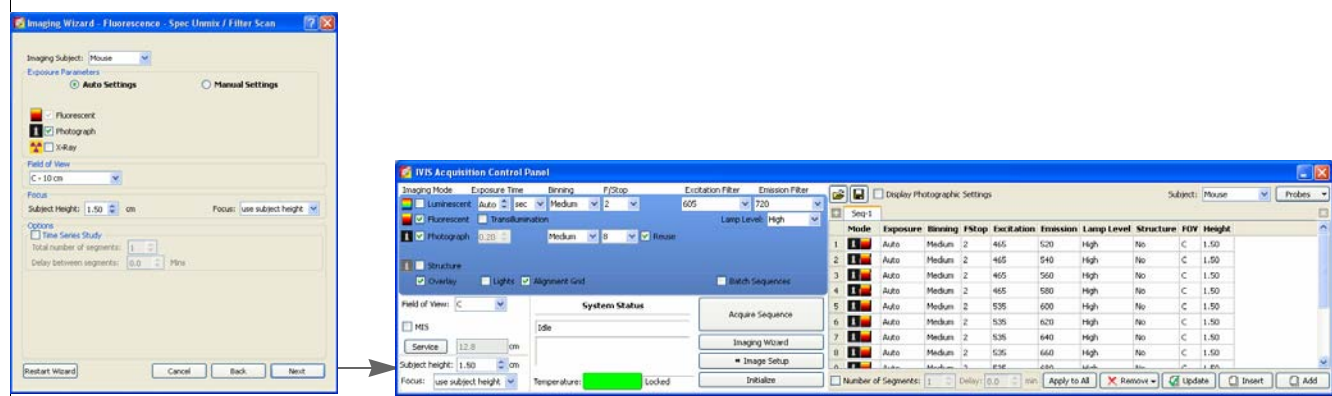 Imaging Wizard - Fluorescence - Spec Unmix / Filter Scan
Imaging Subject: Mouse
Exposure Parameters
Auto Settings Manual Settings
Fluorescent
Photograph
X-Ray
Field of View
C - 10 cm
Focus
Subject Height: 1.50 cm Focus: use subject height
Options
Time Series Study
Total number of segments: 1
Delay between segments: 0.0 Mins
Restart Wizard Cancel Back Next
IVIS Acquisition Control Panel
Imaging Mode Exposure Time Binning F/Stop Excitation Filter Emission Filter
Luminescent Auto sec Medium 2 605 720
Fluorescent Transillumination Lamp Level: High
Photograph 0.20 Medium 8 Reuse
Structure
Overlay Lights Alignment Grid Batch Sequences
Field of View: C
System Status
Acquire Sequence
MIS
Idle
Service 12.8 cm
Imaging Wizard
Subject height: 1.50 cm
Image Setup
Focus: use subject height
Temperature: Locked
Initialize
Display Photographic Settings Subject: Mouse Probes
Seq-1
Mode Exposure Binning FStop Excitation Emission Lamp Level Structure FOV Height
1 Auto Medium 2 465 520 High No C 1.50
2 Auto Medium 2 465 540 High No C 1.50
3 Auto Medium 2 465 560 High No C 1.50
4 Auto Medium 2 465 580 High No C 1.50
5 Auto Medium 2 535 600 High No C 1.50
6 Auto Medium 2 535 620 High No C 1.50
7 Auto Medium 2 535 640 High No C 1.50
8 Auto Medium 2 535 660 High No C 1.50
Number of Segments: 1 Delay: 0.0 min Apply to All Remove Update Insert Add